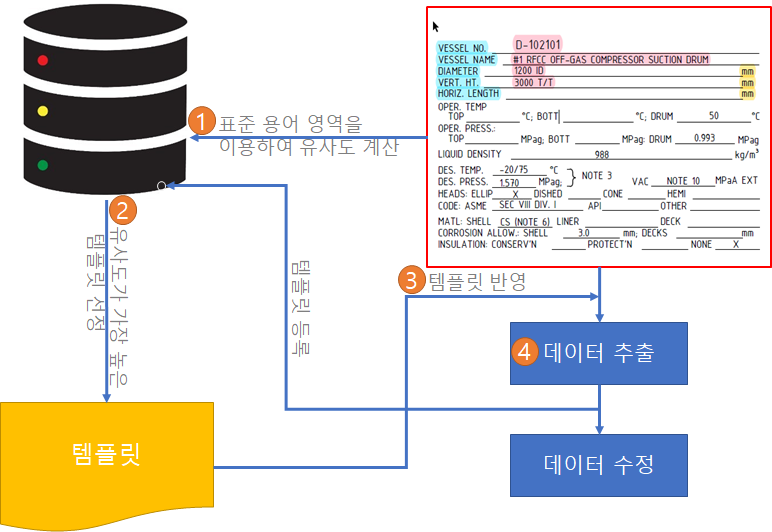 VESSEL NO. D-102101
VESSEL NAME #1 RFCC OFF-GAS COMPRESSOR SUCTION DRUM
DIAMETER 1200 ID mm
VERT. HT. 3000 T/T mm
HORIZ. LENGTH mm
OPER. TEMP
TOP °C; BOTT °C; DRUM 50 °C
OPER. PRESS.:
TOP MPag; BOTT MPag: DRUM 0.993 MPag
LIQUID DENSITY 988 kg/m³
DES. TEMP. -20/75 °C
DES. PRESS. 1.570 MPag; } NOTE 3 VAC NOTE 10 MPaA EXT
HEADS: ELLIP X DISHED CONE HEMI
CODE: ASME SEC VIII DIV. I API OTHER
MATL: SHELL CS (NOTE 6) LINER DECK
CORROSION ALLOW.: SHELL 3.0 mm; DECKS mm
INSULATION: CONSERV'N PROTECT'N NONE X
1 표준 용어 영역을
이용하여 유사도 계산
2
유사도가 가장 높은
템플릿 선정
템플릿 등록
3 템플릿 반영
4 데이터 추출
템플릿
데이터 수정